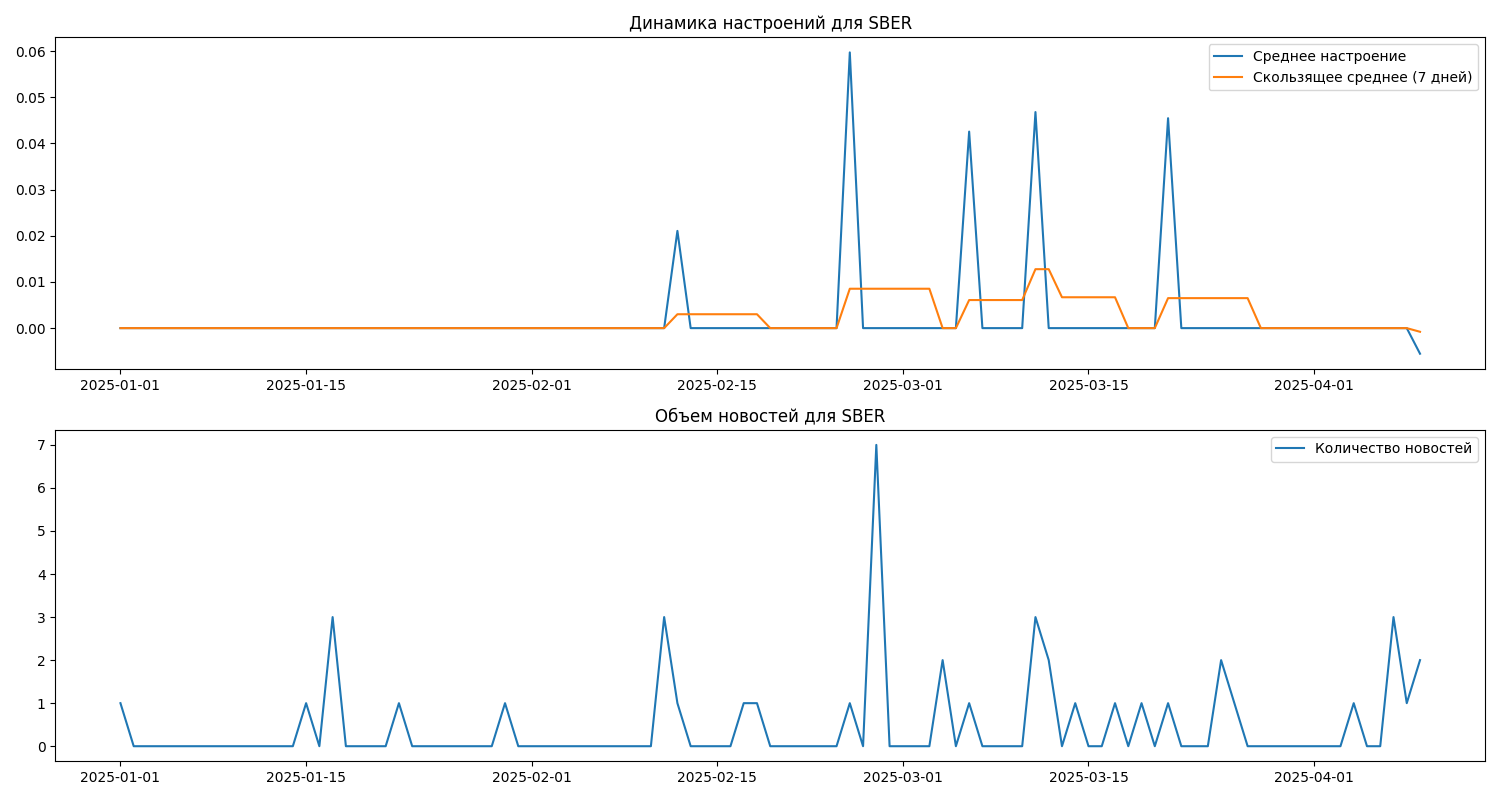 Динамика настроений для SBER
0.06
0.05
0.04
0.03
0.02
0.01
0.00
Среднее настроение
Скользящее среднее (7 дней)
2025-01-01 2025-01-15 2025-02-01 2025-02-15 2025-03-01 2025-03-15 2025-04-01
Объем новостей для SBER
7
6
5
4
3
2
1
0
Количество новостей
2025-01-01 2025-01-15 2025-02-01 2025-02-15 2025-03-01 2025-03-15 2025-04-01